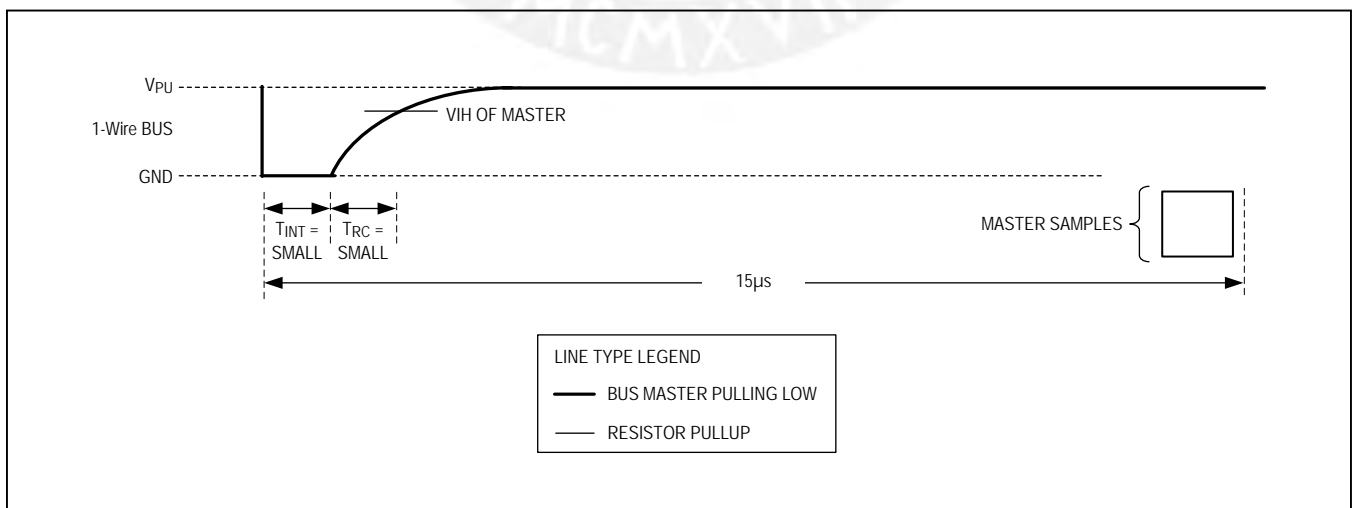 MCMXVII
VPU
VIH OF MASTER
1-Wire BUS
GND
MASTER SAMPLES
TINT =
SMALL
TRC =
SMALL
15µs
LINE TYPE LEGEND
BUS MASTER PULLING LOW
RESISTOR PULLUP